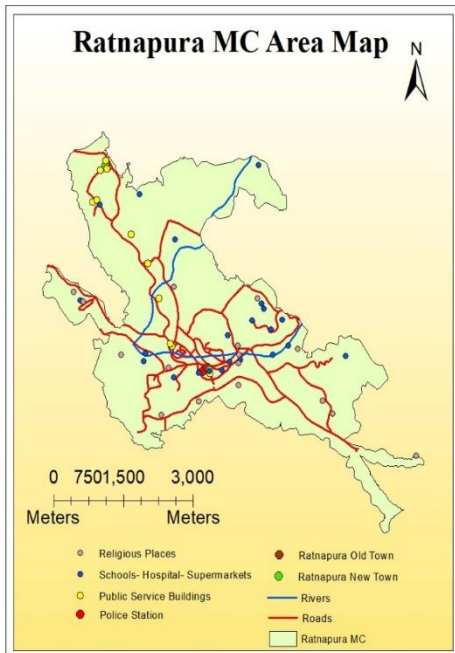 Ratnapura MC Area Map
N
0 7501,500 3,000
Meters Meters
Religious Places
Schools- Hospital- Supermarkets
Public Service Buildings
Police Station
Ratnapura Old Town
Ratnapura New Town
Rivers
Roads
Ratnapura MC